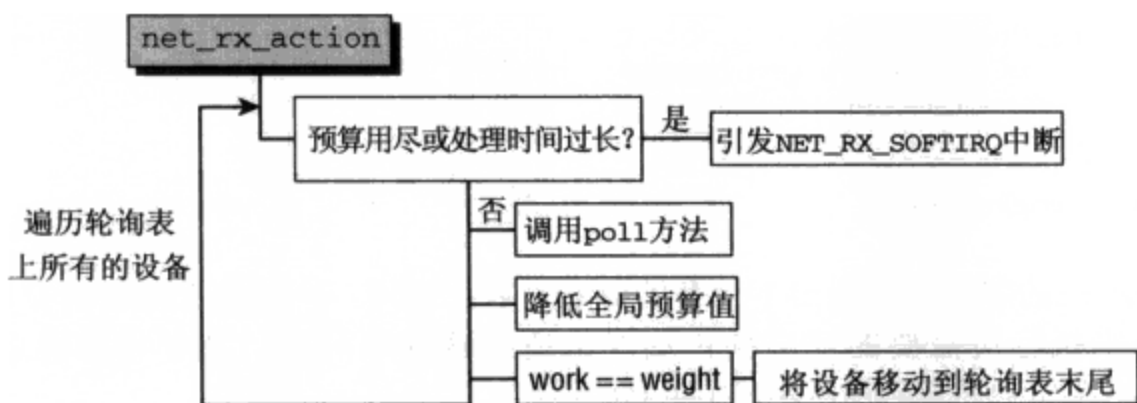 net_rx_action
预算用尽或处理时间过长?
是
引发NET_RX_SOFTIRQ中断
遍历轮询表
上所有的设备
否
调用poll方法
降低全局预算值
work == weight
将设备移动到轮询表末尾